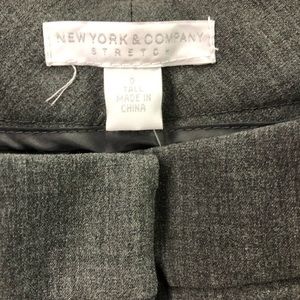 NEW YORK & COMPANY
STRETCH
0
TALL
MADE IN
CHINA